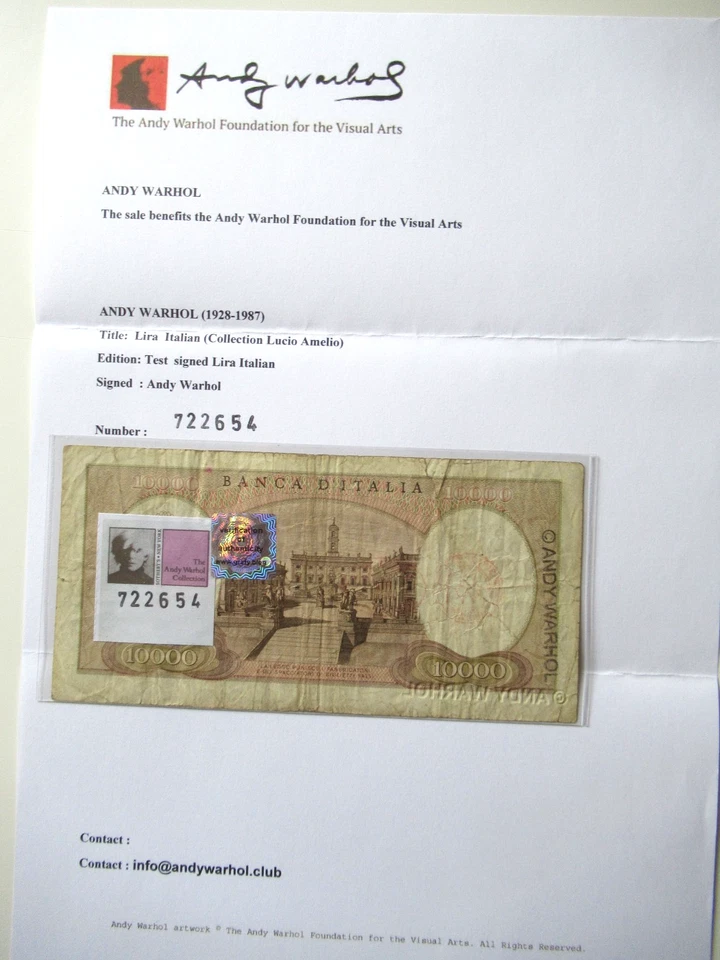 Andy Warhol
The Andy Warhol Foundation for the Visual Arts
ANDY WARHOL
The sale benefits the Andy Warhol Foundation for the Visual Arts
ANDY WARHOL (1928-1987)
Title: Lira Italian (Collection Lucio Amelio)
Edition: Test signed Lira Italian
Signed : Andy Warhol
Number : 722654
10000 BANCA D'ITALIA 10000
verification
of
authenticity
The
Andy Warhol
Collection
722654
© ANDY WARHOL
10000
10000
© ANDY WARHOL
Contact :
Contact : info@andywarhol.club
Andy Warhol artwork © The Andy Warhol Foundation for the Visual Arts. All Rights Reserved.